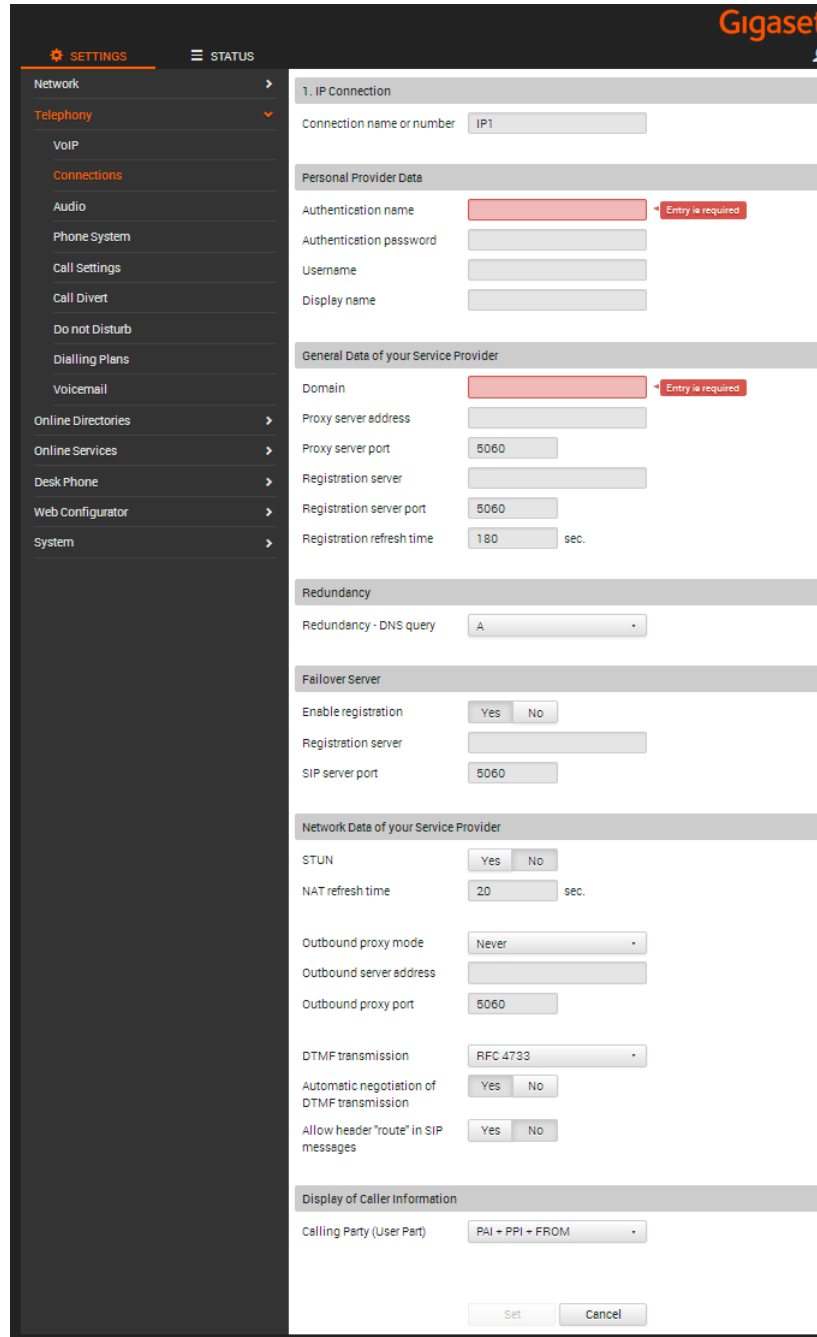 Gigaset
SETTINGS
STATUS
Network
Telephony
VoIP
Connections
Audio
Phone System
Call Settings
Call Divert
Do not Disturb
Dialling Plans
Voicemail
Online Directories
Online Services
Desk Phone
Web Configurator
System
1. IP Connection
Connection name or number IP1
Personal Provider Data
Authentication name Entry is required
Authentication password
Username
Display name
General Data of your Service Provider
Domain Entry is required
Proxy server address
Proxy server port 5060
Registration server
Registration server port 5060
Registration refresh time 180 sec.
Redundancy
Redundancy - DNS query A
Failover Server
Enable registration Yes No
Registration server
SIP server port 5060
Network Data of your Service Provider
STUN Yes No
NAT refresh time 20 sec.
Outbound proxy mode Never
Outbound server address
Outbound proxy port 5060
DTMF transmission RFC 4733
Automatic negotiation of Yes No
DTMF transmission
Allow header "route" in SIP Yes No
messages
Display of Caller Information
Calling Party (User Part) PAI + PPI + FROM
Set Cancel